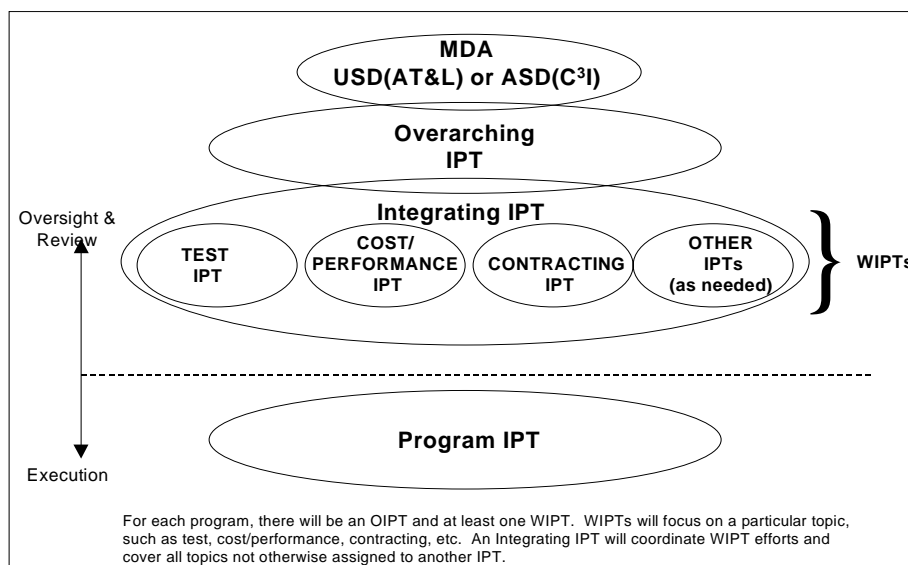 MDA
USD(AT&L) or ASD(C³I)
Overarching
IPT
Oversight &
Review
Integrating IPT
TEST
IPT
COST/
PERFORMANCE
IPT
CONTRACTING
IPT
OTHER
IPTs
(as needed)
WIPTs
Program IPT
Execution
For each program, there will be an OIPT and at least one WIPT. WIPTs will focus on a particular topic,
such as test, cost/performance, contracting, etc. An Integrating IPT will coordinate WIPT efforts and
cover all topics not otherwise assigned to another IPT.